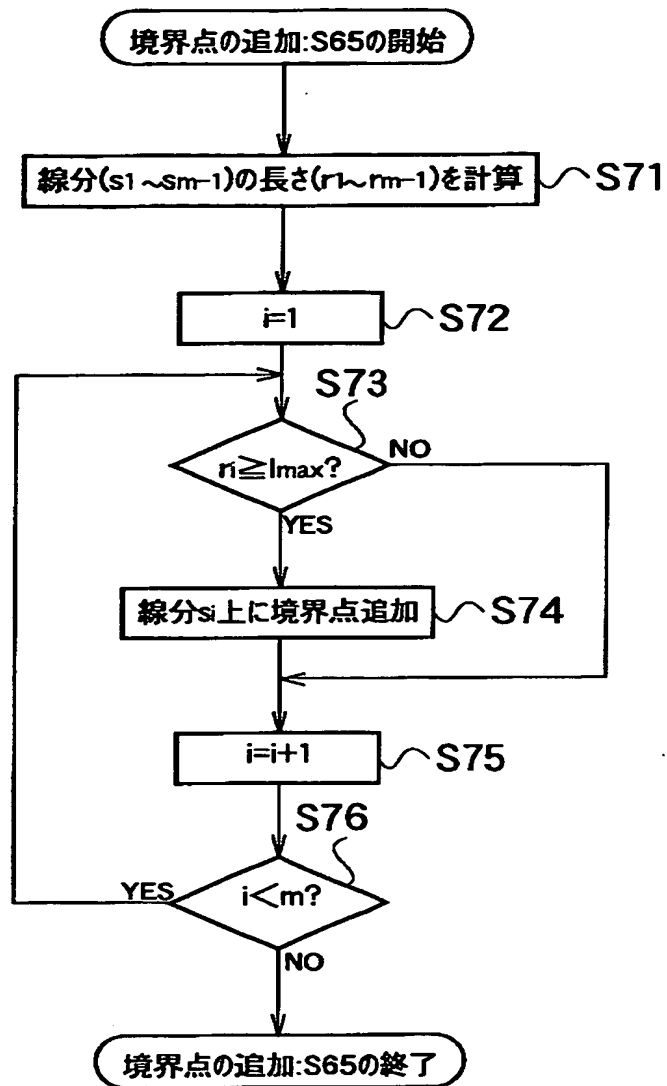 境界点の追加:S65の開始
線分(s1~sm-1)の長さ(r1~rm-1)を計算
S71
i=1
S72
S73
ri≧lmax?
NO
YES
線分si上に境界点追加
S74
i=i+1
S75
S76
YES
i<m?
NO
境界点の追加:S65の終了